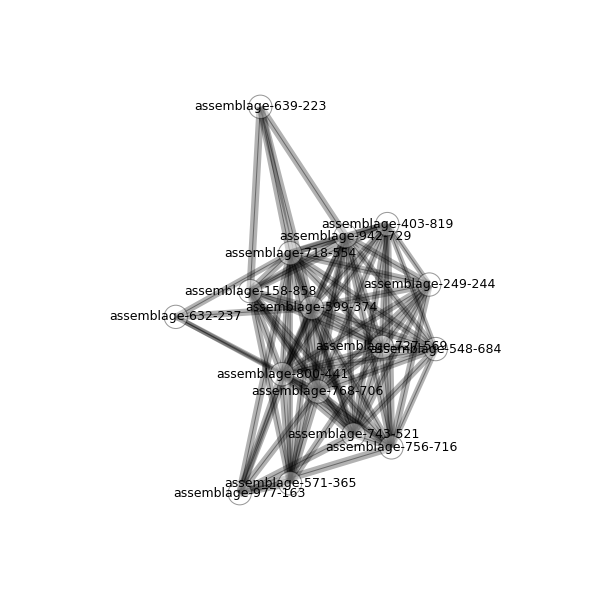 assemblage-639-223
assemblage-403-819
assemblage-942-729
assemblage-718-554
assemblage-249-244
assemblage-158-858
assemblage-599-374
assemblage-632-237
assemblage-727-569
assemblage-548-684
assemblage-800-441
assemblage-768-706
assemblage-743-521
assemblage-756-716
assemblage-571-365
assemblage-977-163